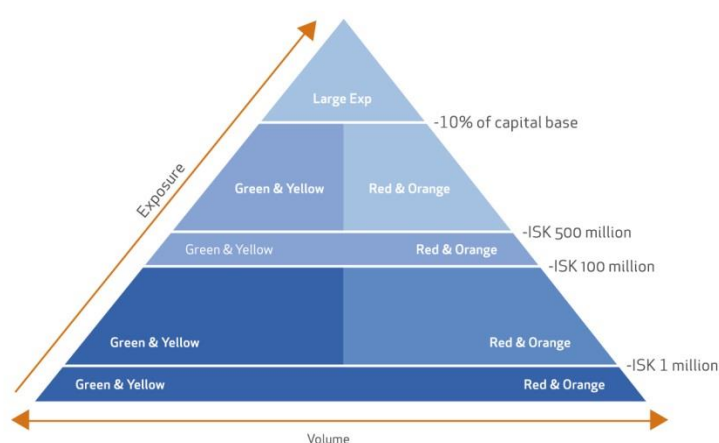 Large Exp
-10% of capital base
Exposure
Green & Yellow Red & Orange
-ISK 500 million
Green & Yellow Red & Orange
-ISK 100 million
Green & Yellow Red & Orange
-ISK 1 million
Green & Yellow Red & Orange
Volume